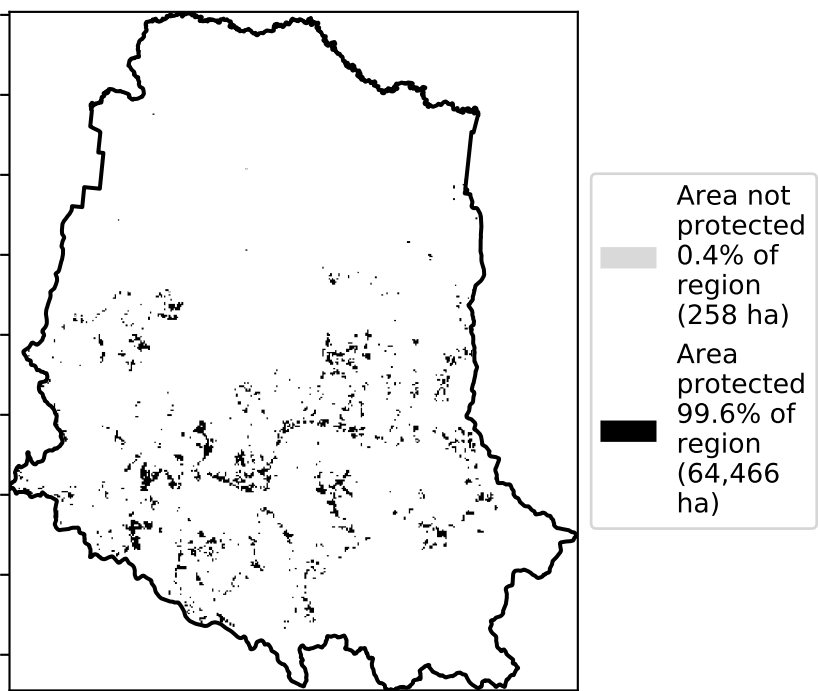 Area not
protected
0.4% of
region
(258 ha)
Area
protected
99.6% of
region
(64,466
ha)